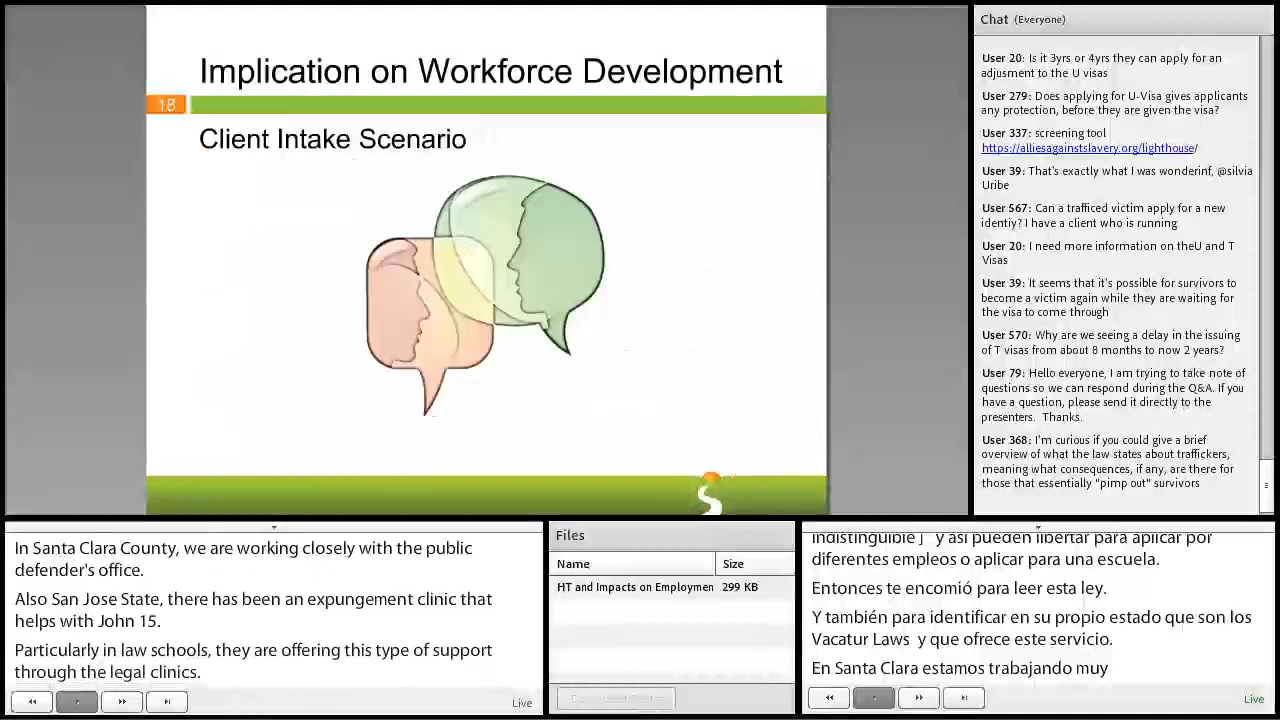 Implication on Workforce Development
18
Client Intake Scenario
Chat (Everyone)
User 20: Is it 3yrs or 4yrs they can apply for an
adjusment to the U visas
User 279: Does applying for U-Visa gives applicants
any protection, before they are given the visa?
User 337: screening tool
https://alliesagainstslavery.org/lighthouse/
User 39: That's exactly what I was wonderinf, @silvia
Uribe
User 567: Can a trafficed victim apply for a new
identiy? I have a client who is running
User 20: I need more information on theU and T
Visas
User 39: It seems that it's possible for survivors to
become a victim again while they are waiting for
the visa to come through
User 570: Why are we seeing a delay in the issuing
of T visas from about 8 months to now 2 years?
User 79: Hello everyone, I am trying to take note of
questions so we can respond during the Q&A. If you
have a question, please send it directly to the
presenters. Thanks.
User 368: I'm curious if you could give a brief
overview of what the law states about traffickers,
meaning what consequences, if any, are there for
those that essentially "pimp out" survivors
In Santa Clara County, we are working closely with the public
defender's office.
Also San Jose State, there has been an expungement clinic that
helps with John 15.
Particularly in law schools, they are offering this type of support
through the legal clinics.
Live
Files
Name Size
HT and Impacts on Employmen 299 KB
indistinguible] y asi pueden libertar para aplicar por
diferentes empleos o aplicar para una escuela.
Entonces te encomió para leer esta ley.
Y también para identificar en su propio estado que son los
Vacatur Laws y que ofrece este servicio.
En Santa Clara estamos trabajando muy
Live